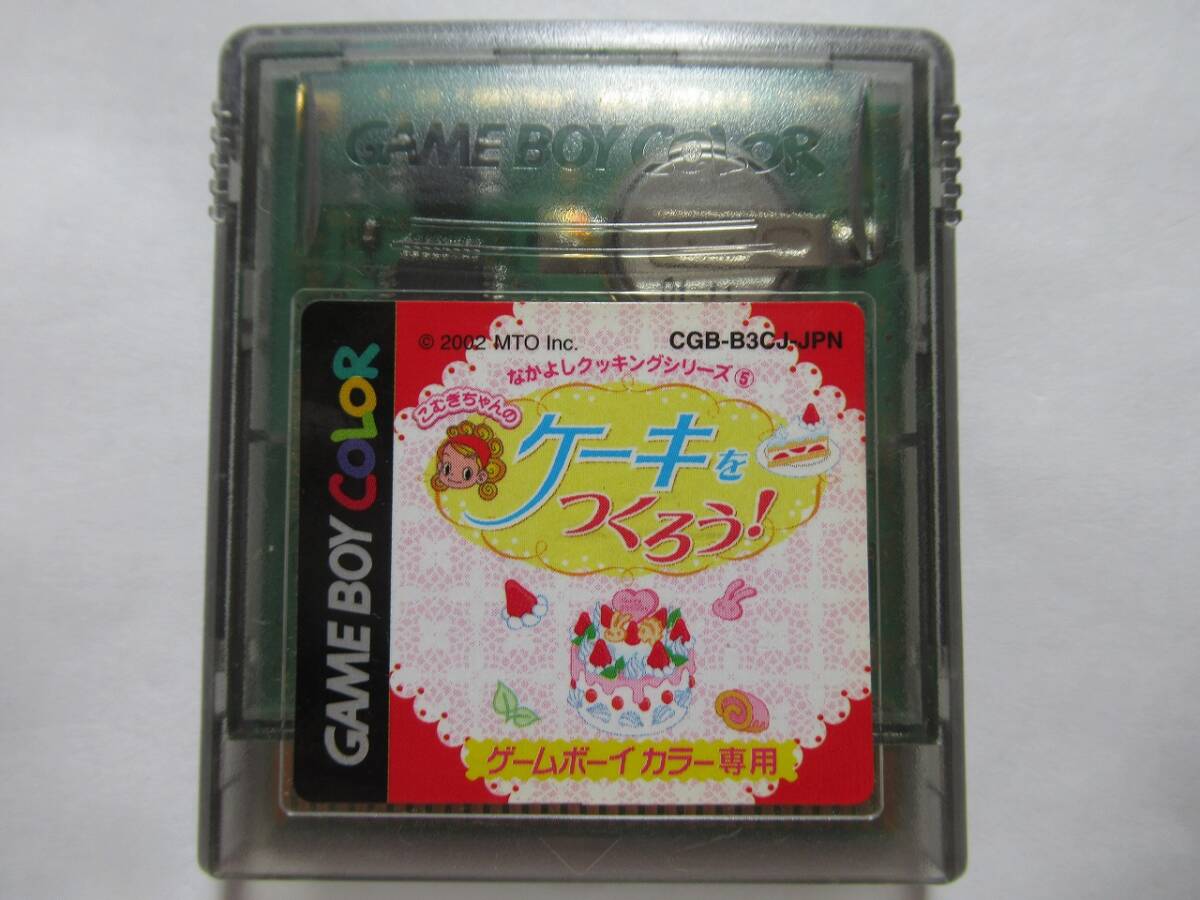 GAME BOY COLOR
© 2002 MTO Inc. CGB-B3CJ-JPN
なかよしクッキングシリーズ⑤
こむぎちゃんの
ケーキを
つくろう!
ゲームボーイカラー専用
GAME BOY COLOR